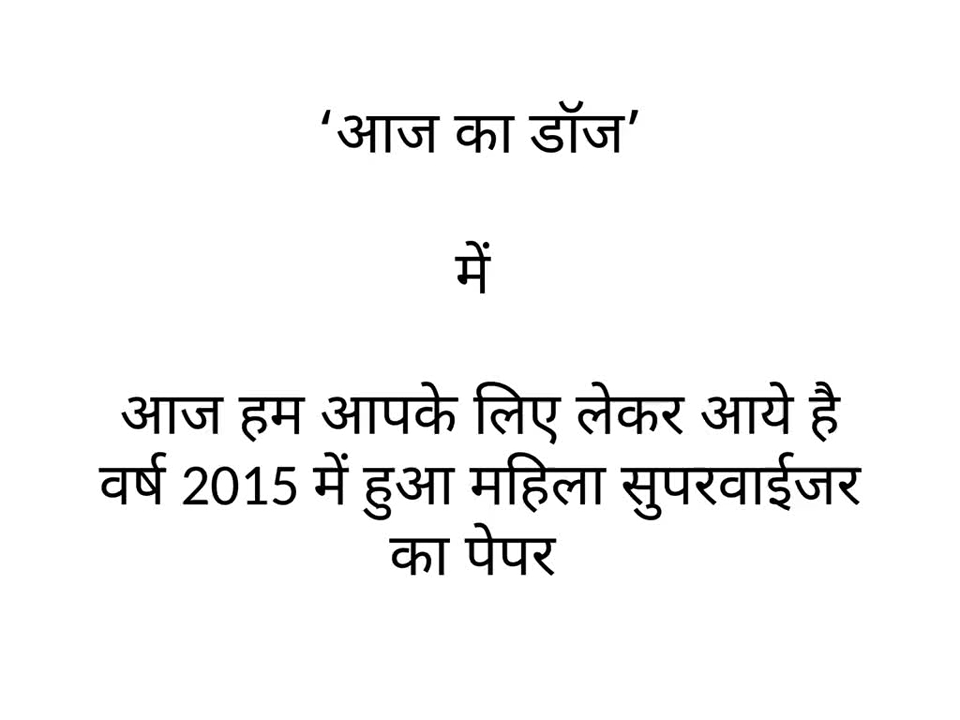 ‘आज का डॉज’
में
आज हम आपके लिए लेकर आये है
वर्ष 2015 में हुआ महिला सुपरवाईजर
का पेपर